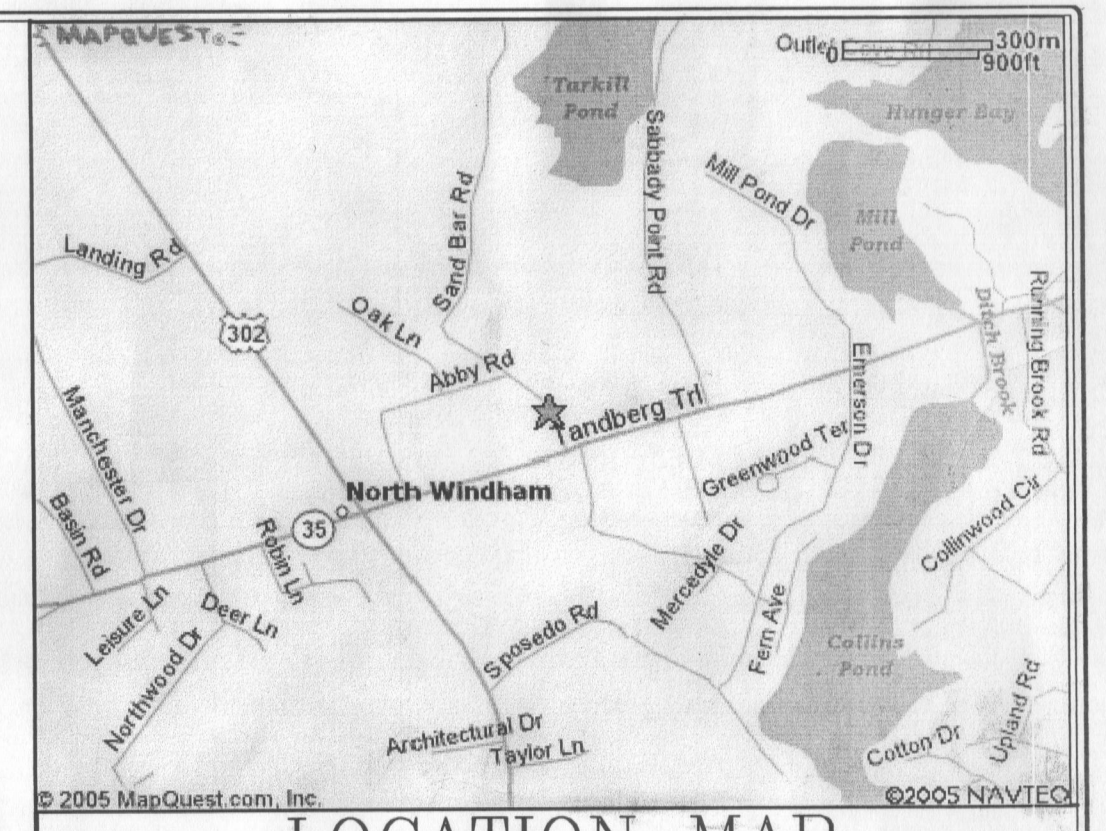 MAPQUEST®
300m
0
900ft
Tarkill
Pond
Hunger Bay
Sabbady Point Rd
Mill Pond Dr
Mill
Pond
Sand Bar Rd
Landing Rd
Oak Ln
302
Abby Rd
Ditch Brook
Running Brook Rd
Emerson Dr
Tandberg Trl
Manchester Dr
Greenwood Ter
North Windham
35
Basin Rd
Robin Ln
Collinwood Cir
Mercedyle Dr
Leisure Ln
Deer Ln
Northwood Dr
Sposedo Rd
Fern Ave
Collins
Pond
Upland Rd
Architectural Dr
Taylor Ln
Cotton Dr
© 2005 MapQuest.com, Inc.
©2005 NAVTEQ
LOCATION MAP